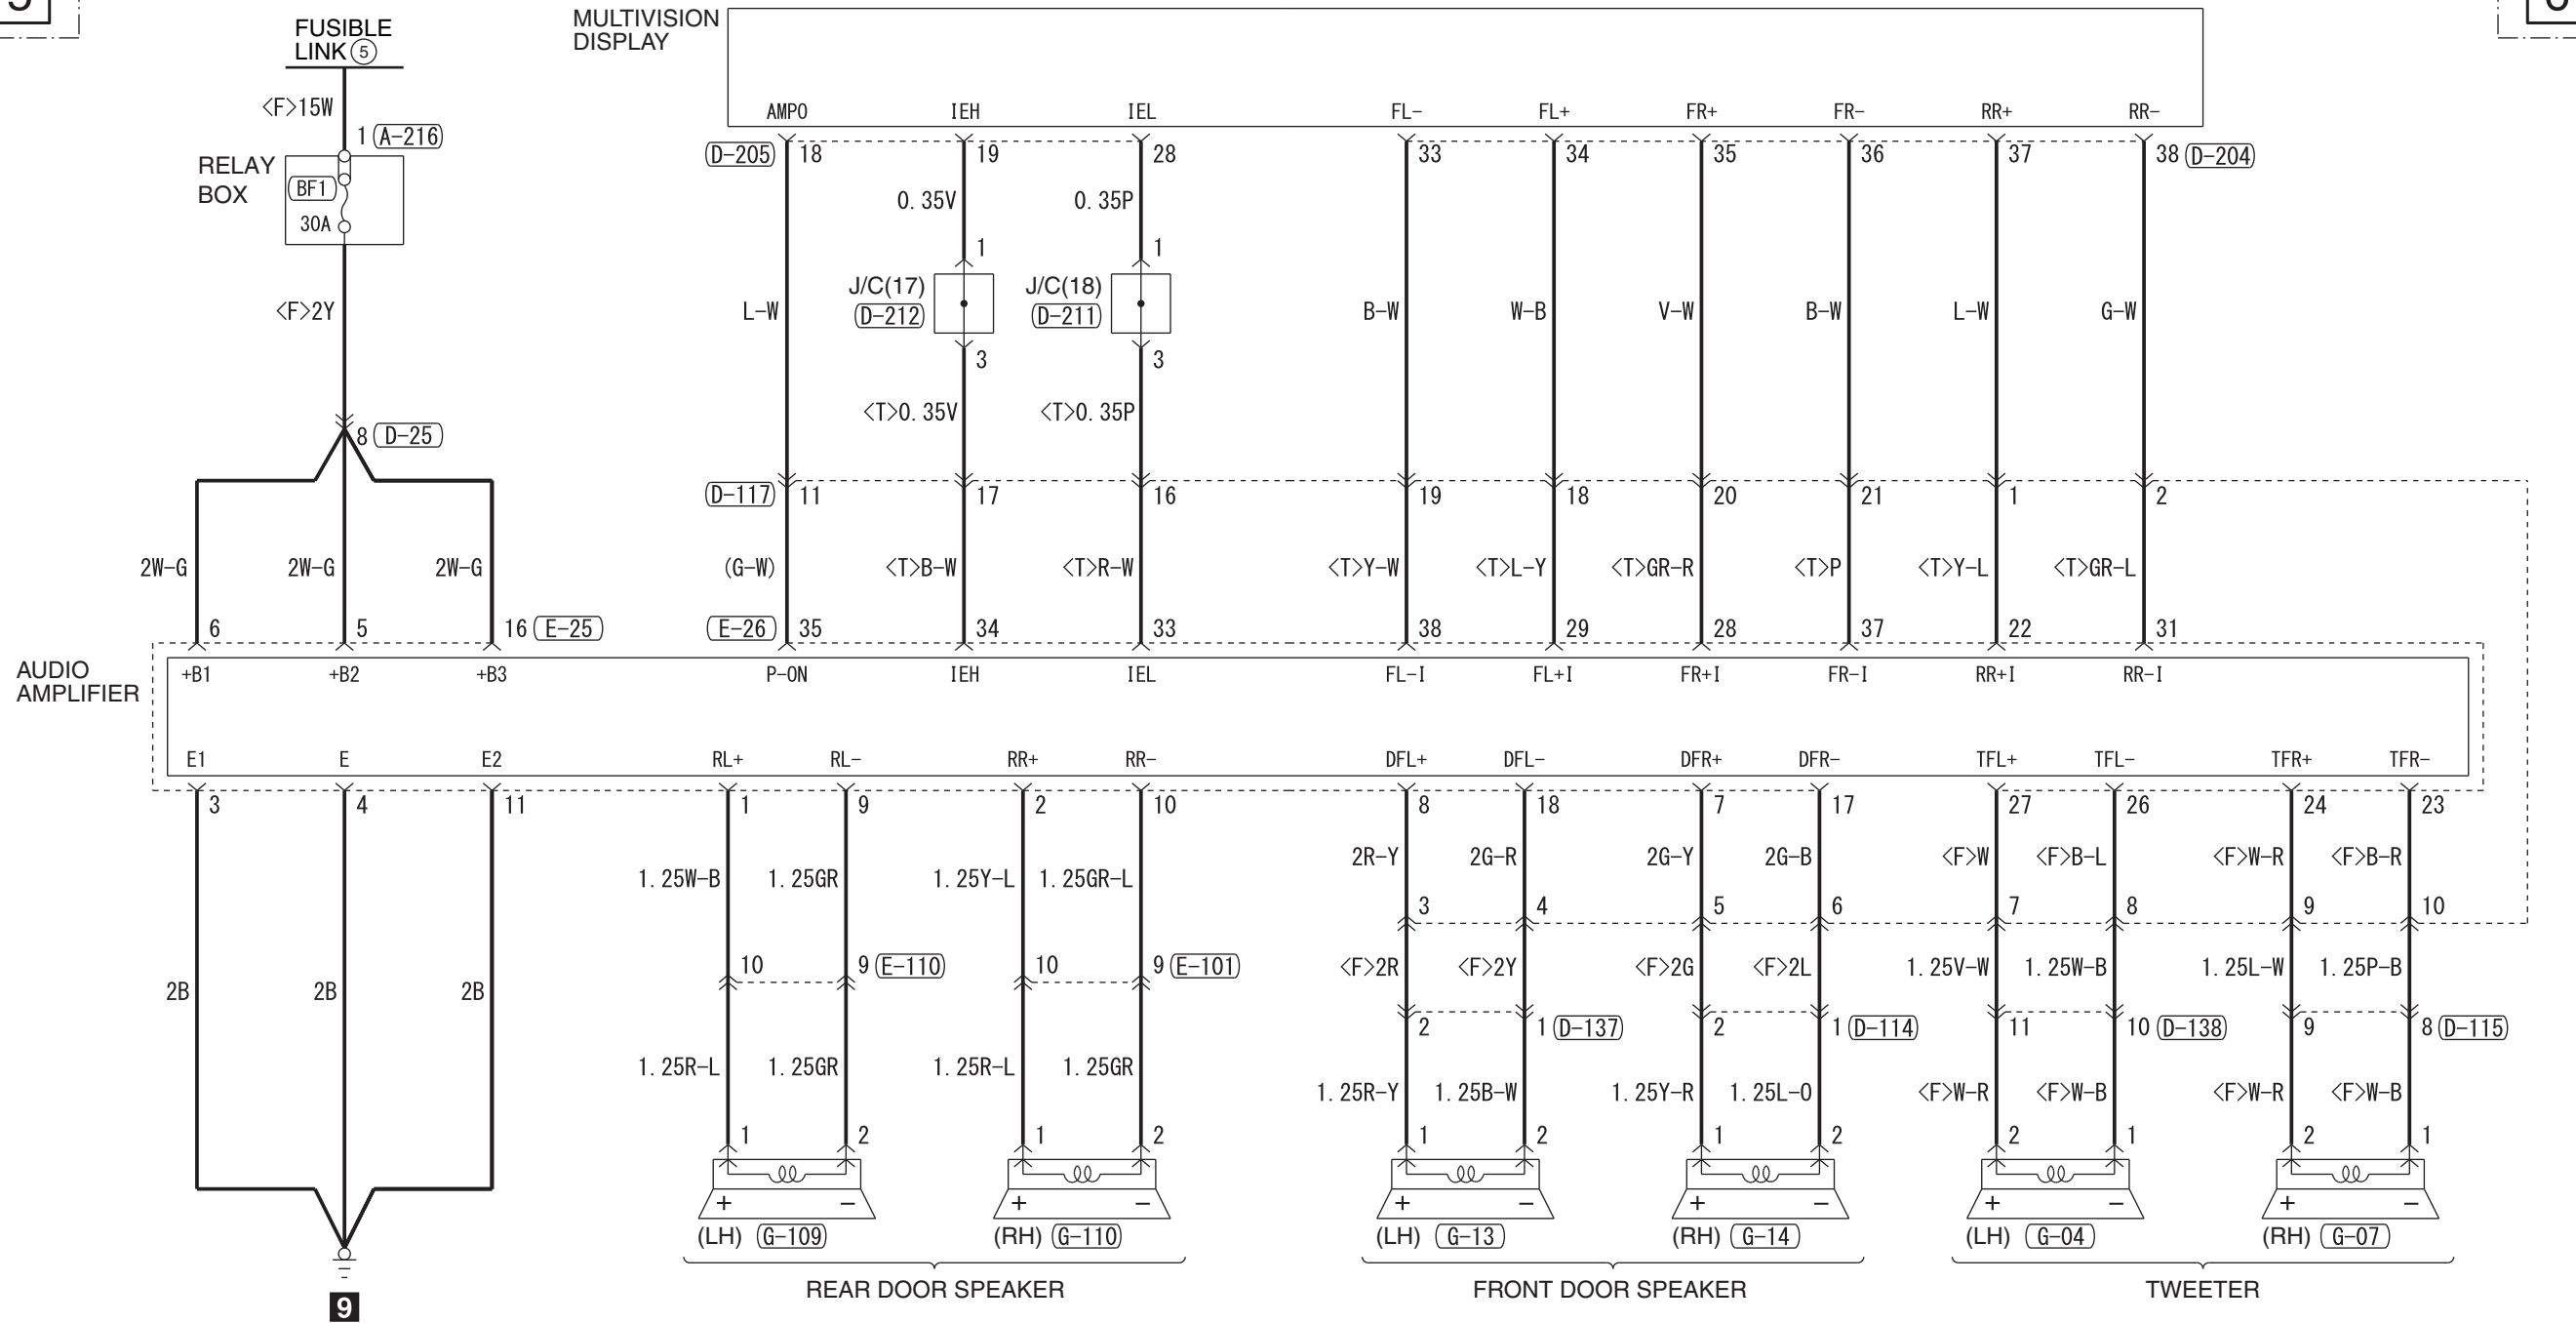 FUSIBLE
LINK 5
MULTIVISION
DISPLAY
<F>15W
1 A-216
RELAY
BOX
BF1
30A
<F>2Y
8 D-25
2W-G 2W-G 2W-G
6 5 16 E-25
AMPO IEH IEL FL- FL+ FR+ FR- RR+ RR-
D-205 18 19 28 33 34 35 36 37 38 D-204
0.35V 0.35P
1 1
J/C(17) J/C(18)
D-212 D-211
L-W B-W W-B V-W B-W L-W G-W
3 3
<T>0.35V <T>0.35P
D-117 11 17 16 19 18 20 21 1 2
(G-W) <T>B-W <T>R-W <T>Y-W <T>L-Y <T>GR-R <T>P <T>Y-L <T>GR-L
E-26 35 34 33 38 29 28 37 22 31
AUDIO
AMPLIFIER
+B1 +B2 +B3 P-ON IEH IEL FL-I FL+I FR+I FR-I RR+I RR-I
E1 E E2 RL+ RL- RR+ RR- DFL+ DFL- DFR+ DFR- TFL+ TFL- TFR+ TFR-
3 4 11 1 9 2 10 8 18 7 17 27 26 24 23
2R-Y 2G-R 2G-Y 2G-B <F>W <F>B-L <F>W-R <F>B-R
1.25W-B 1.25GR 1.25Y-L 1.25GR-L
3 4 5 6 7 8 9 10
10 9 E-110 10 9 E-101
<F>2R <F>2Y <F>2G <F>2L 1.25V-W 1.25W-B 1.25L-W 1.25P-B
2B 2B 2B
2 1 D-137 2 1 D-114 11 10 D-138 9 8 D-115
1.25R-L 1.25GR 1.25R-L 1.25GR
1.25R-Y 1.25B-W 1.25Y-R 1.25L-O <F>W-R <F>W-B <F>W-R <F>W-B
1 2 1 2 1 2 1 2 2 1 2 1
+ - + - + - + - + - + -
(LH) G-109 (RH) G-110 (LH) G-13 (RH) G-14 (LH) G-04 (RH) G-07
REAR DOOR SPEAKER FRONT DOOR SPEAKER TWEETER
9